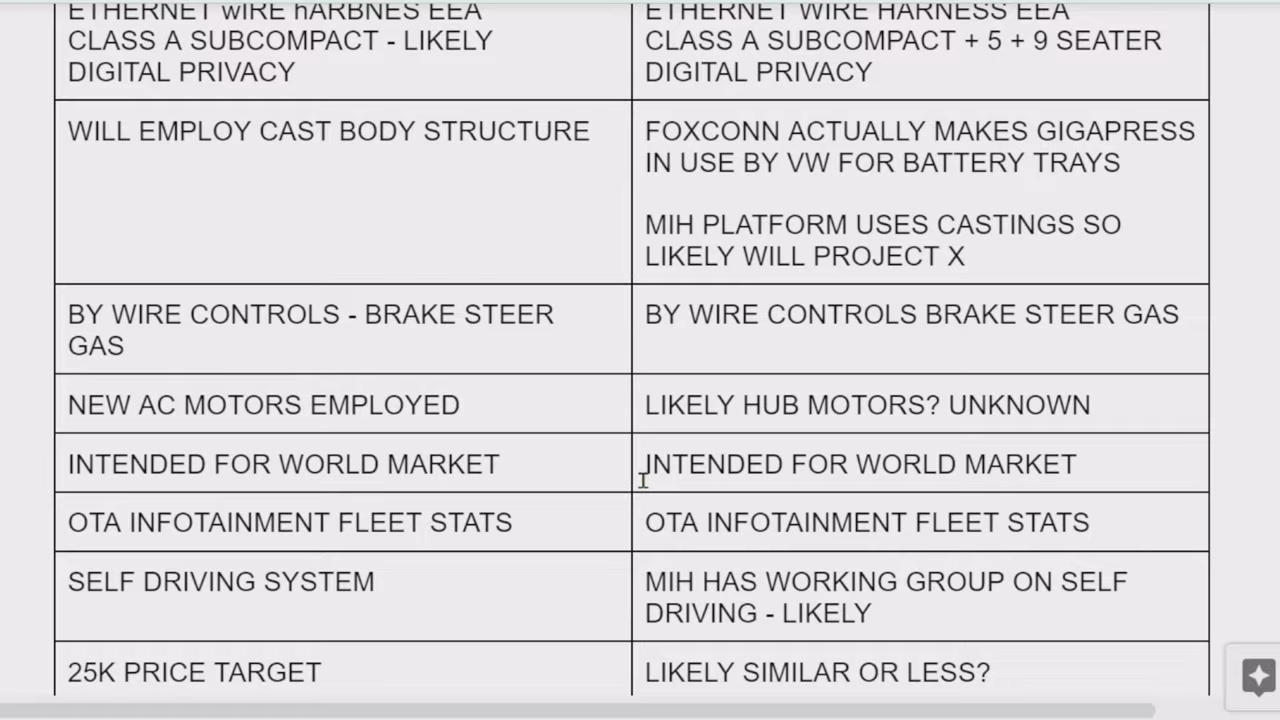 ETHERNET wIRE hARBNES EEA
CLASS A SUBCOMPACT - LIKELY
DIGITAL PRIVACY
ETHERNET WIRE HARNESS EEA
CLASS A SUBCOMPACT + 5 + 9 SEATER
DIGITAL PRIVACY
WILL EMPLOY CAST BODY STRUCTURE
FOXCONN ACTUALLY MAKES GIGAPRESS
IN USE BY VW FOR BATTERY TRAYS
MIH PLATFORM USES CASTINGS SO
LIKELY WILL PROJECT X
BY WIRE CONTROLS - BRAKE STEER
GAS
BY WIRE CONTROLS BRAKE STEER GAS
NEW AC MOTORS EMPLOYED
LIKELY HUB MOTORS? UNKNOWN
INTENDED FOR WORLD MARKET
INTENDED FOR WORLD MARKET
OTA INFOTAINMENT FLEET STATS
OTA INFOTAINMENT FLEET STATS
SELF DRIVING SYSTEM
MIH HAS WORKING GROUP ON SELF
DRIVING - LIKELY
25K PRICE TARGET
LIKELY SIMILAR OR LESS?